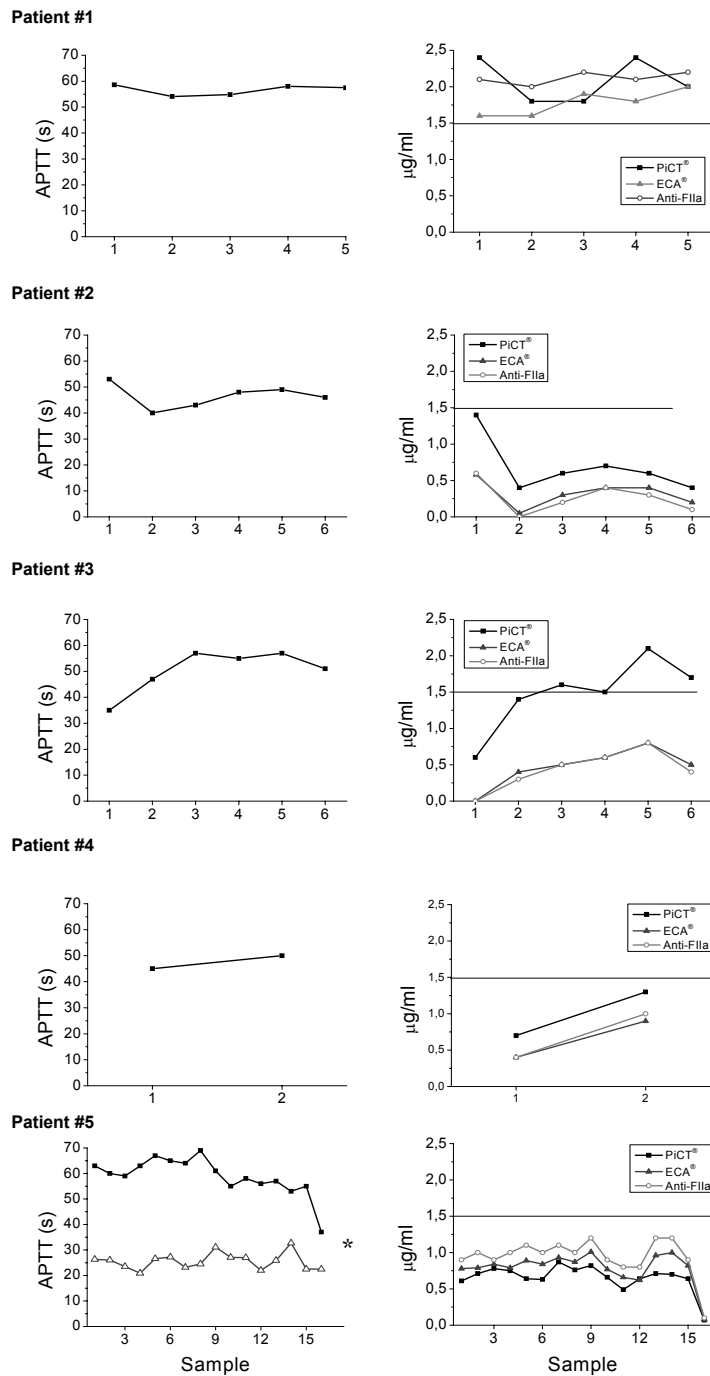 Patient #1
APTT (s)
70
60
50
40
30
20
10
0
1 2 3 4 5
µg/ml
2,5
2,0
1,5
1,0
0,5
0,0
PiCT®
ECA®
Anti-FIIa
1 2 3 4 5
Patient #2
APTT (s)
70
60
50
40
30
20
10
0
1 2 3 4 5 6
µg/ml
2,5
2,0
1,5
1,0
0,5
0,0
PiCT®
ECA®
Anti-FIIa
1 2 3 4 5 6
Patient #3
APTT (s)
70
60
50
40
30
20
10
0
1 2 3 4 5 6
µg/ml
2,5
2,0
1,5
1,0
0,5
0,0
PiCT®
ECA®
Anti-FIIa
1 2 3 4 5 6
Patient #4
APTT (s)
70
60
50
40
30
20
10
0
1 2
µg/ml
2,5
2,0
1,5
1,0
0,5
0,0
PiCT®
ECA®
Anti-FIIa
1 2
Patient #5
APTT (s)
70
60
50
40
30
20
10
0
*
3 6 9 12 15
Sample
µg/ml
2,5
2,0
1,5
1,0
0,5
0,0
PiCT®
ECA®
Anti-FIIa
3 6 9 12 15
Sample